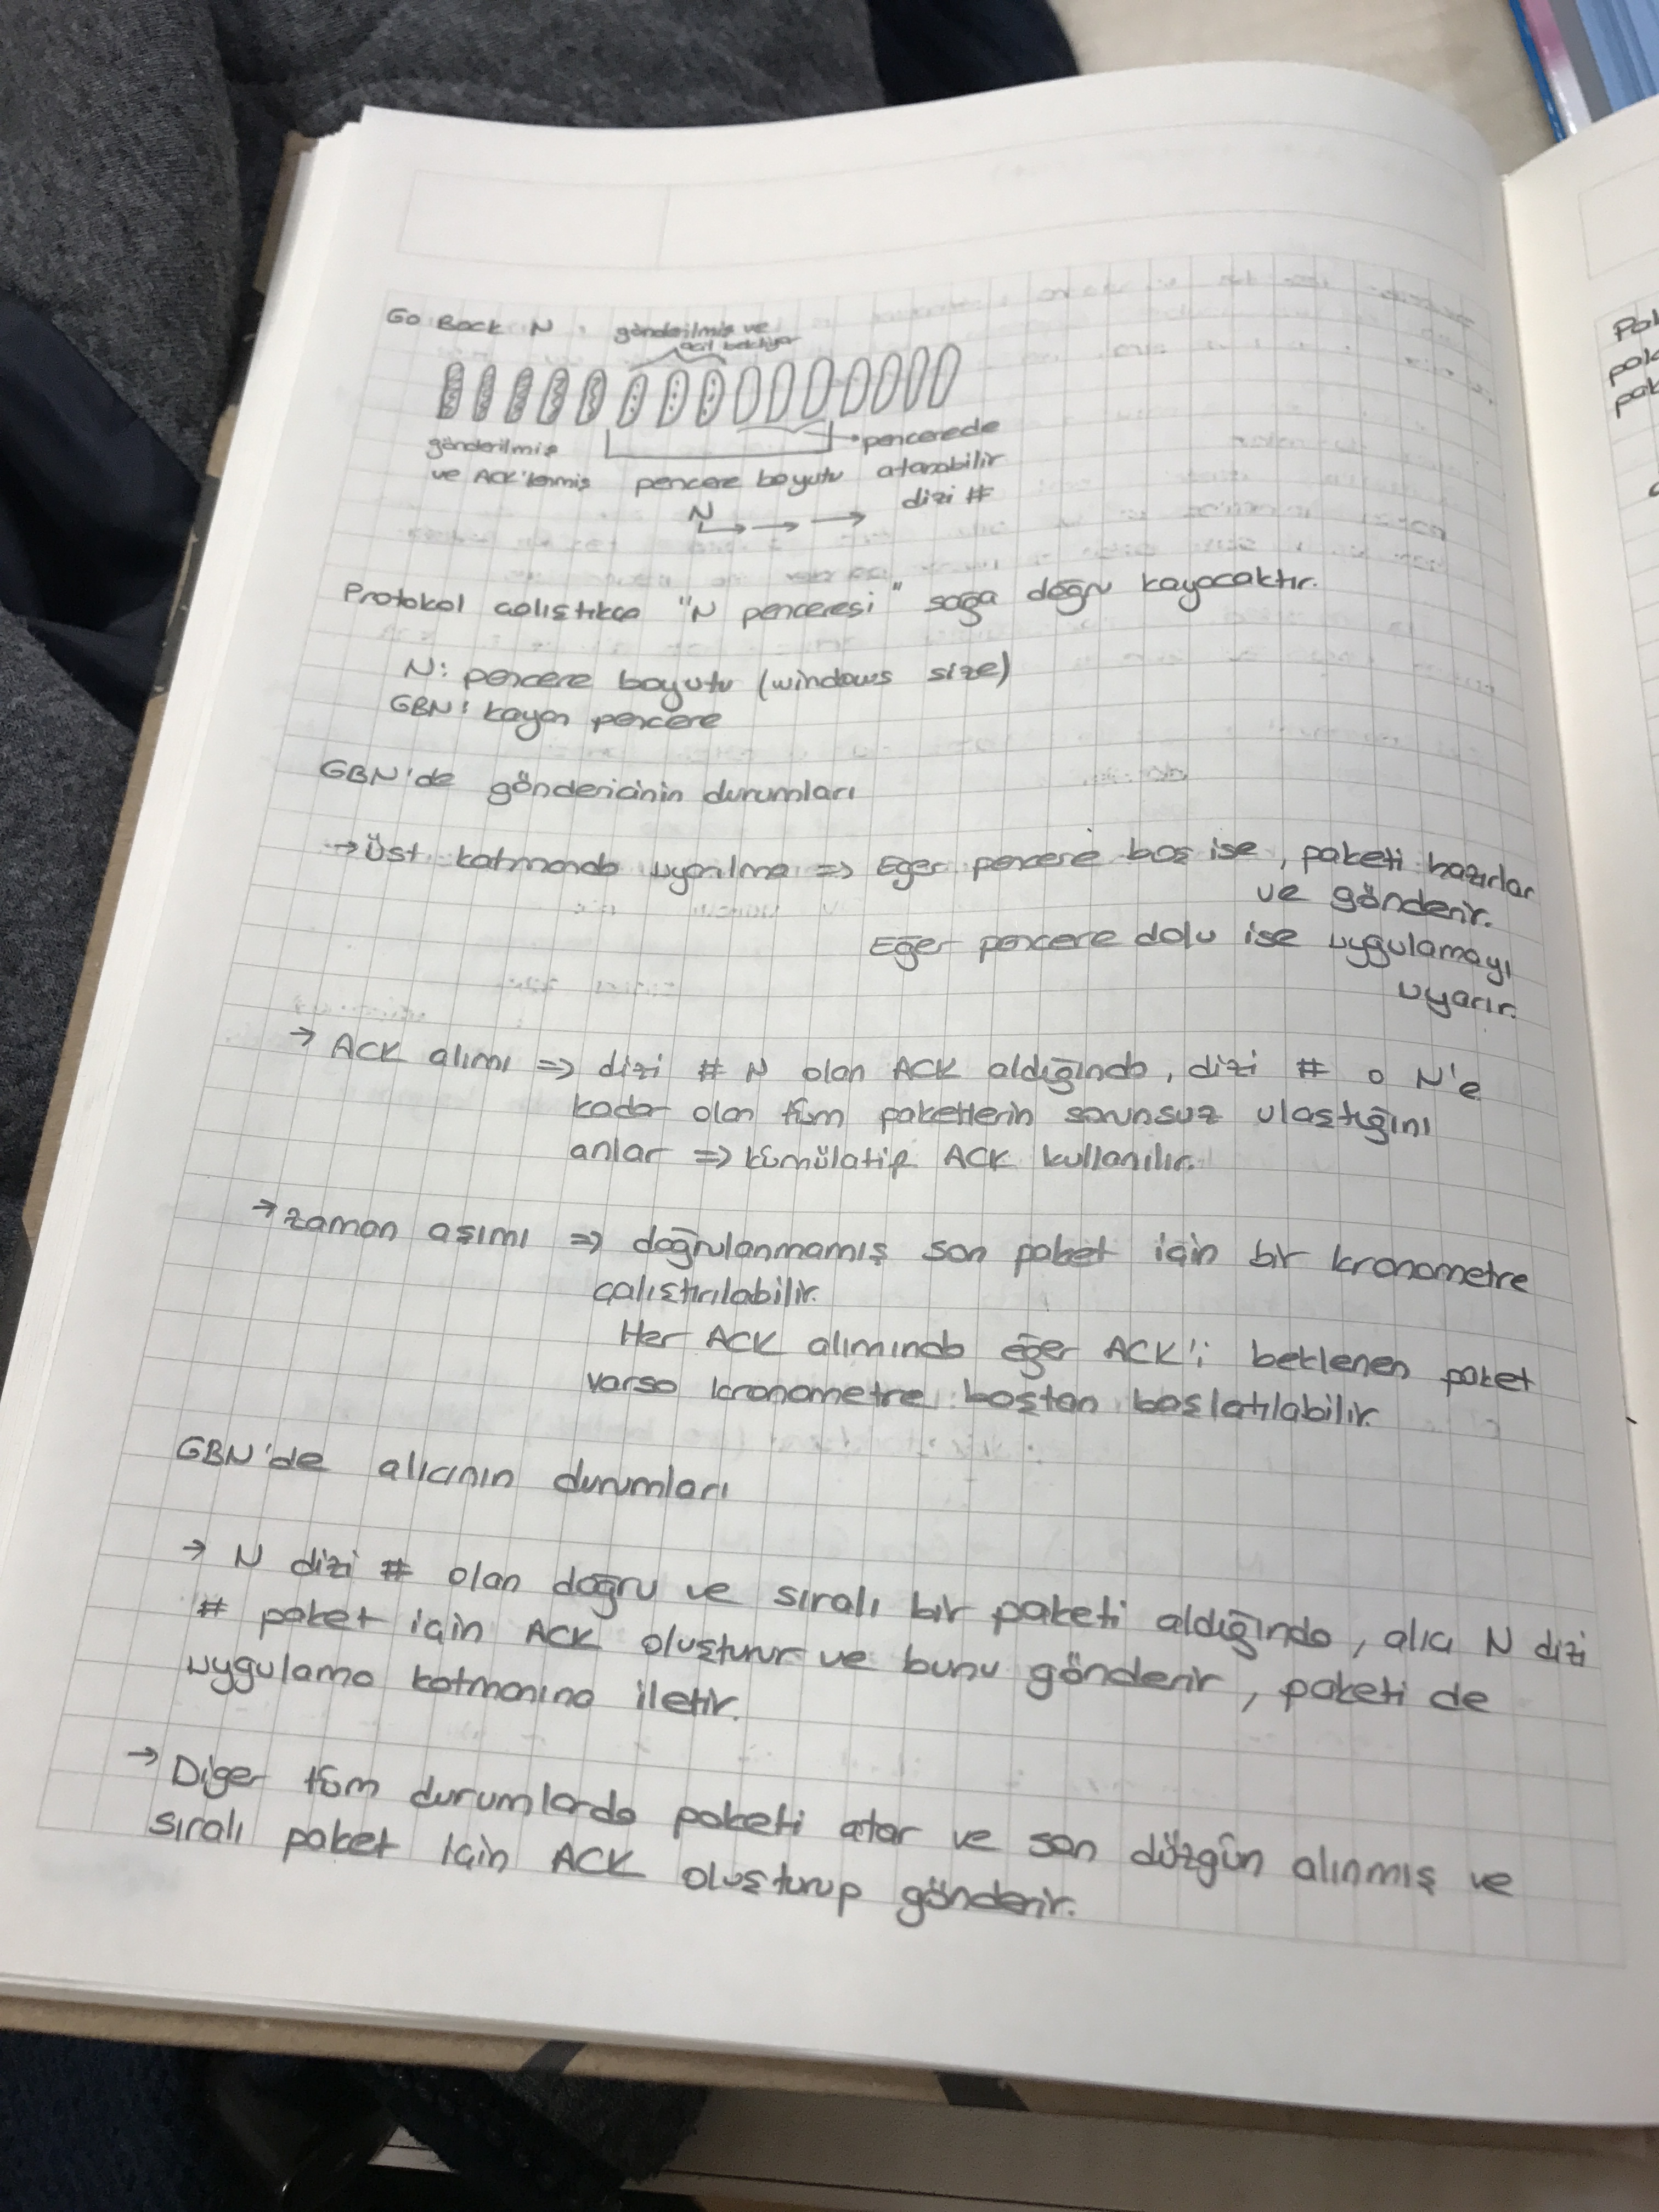 Go Back N
gönderilmiş ve
ack bekliyor
gönderilmiş
ve ACK'lenmiş
pencere boyutu
N
pencerede
atanabilir
dizi #
Protokol çalıştıkça "N penceresi" sağa doğru kayacaktır.
N: pencere boyutu (windows size)
GBN: kayan pencere
GBN'de göndericinin durumları
→ Üst katmanda uyarılma => Eğer pencere boş ise, paketi hazırlar
ve gönderir.
Eğer pencere dolu ise uygulamayı
uyarır.
→ ACK alımı => dizi # N olan ACK aldığında, dizi # o N'e
kadar olan tüm paketlerin sorunsuz ulaştığını
anlar => kümülatif ACK kullanılır.
→ zaman aşımı => doğrulanmamış son paket için bir kronometre
çalıştırılabilir.
Her ACK alımında eğer ACK'i beklenen paket
varsa kronometre baştan başlatılabilir.
GBN'de alıcının durumları
→ N dizi # olan doğru ve sıralı bir paketi aldığında, alıcı N dizi
# paket için ACK oluşturur ve bunu gönderir, paketi de
uygulama katmanına iletir.
→ Diger tüm durumlarda paketi atar ve son düzgün alınmış ve
sıralı paket için ACK oluşturup gönderir.